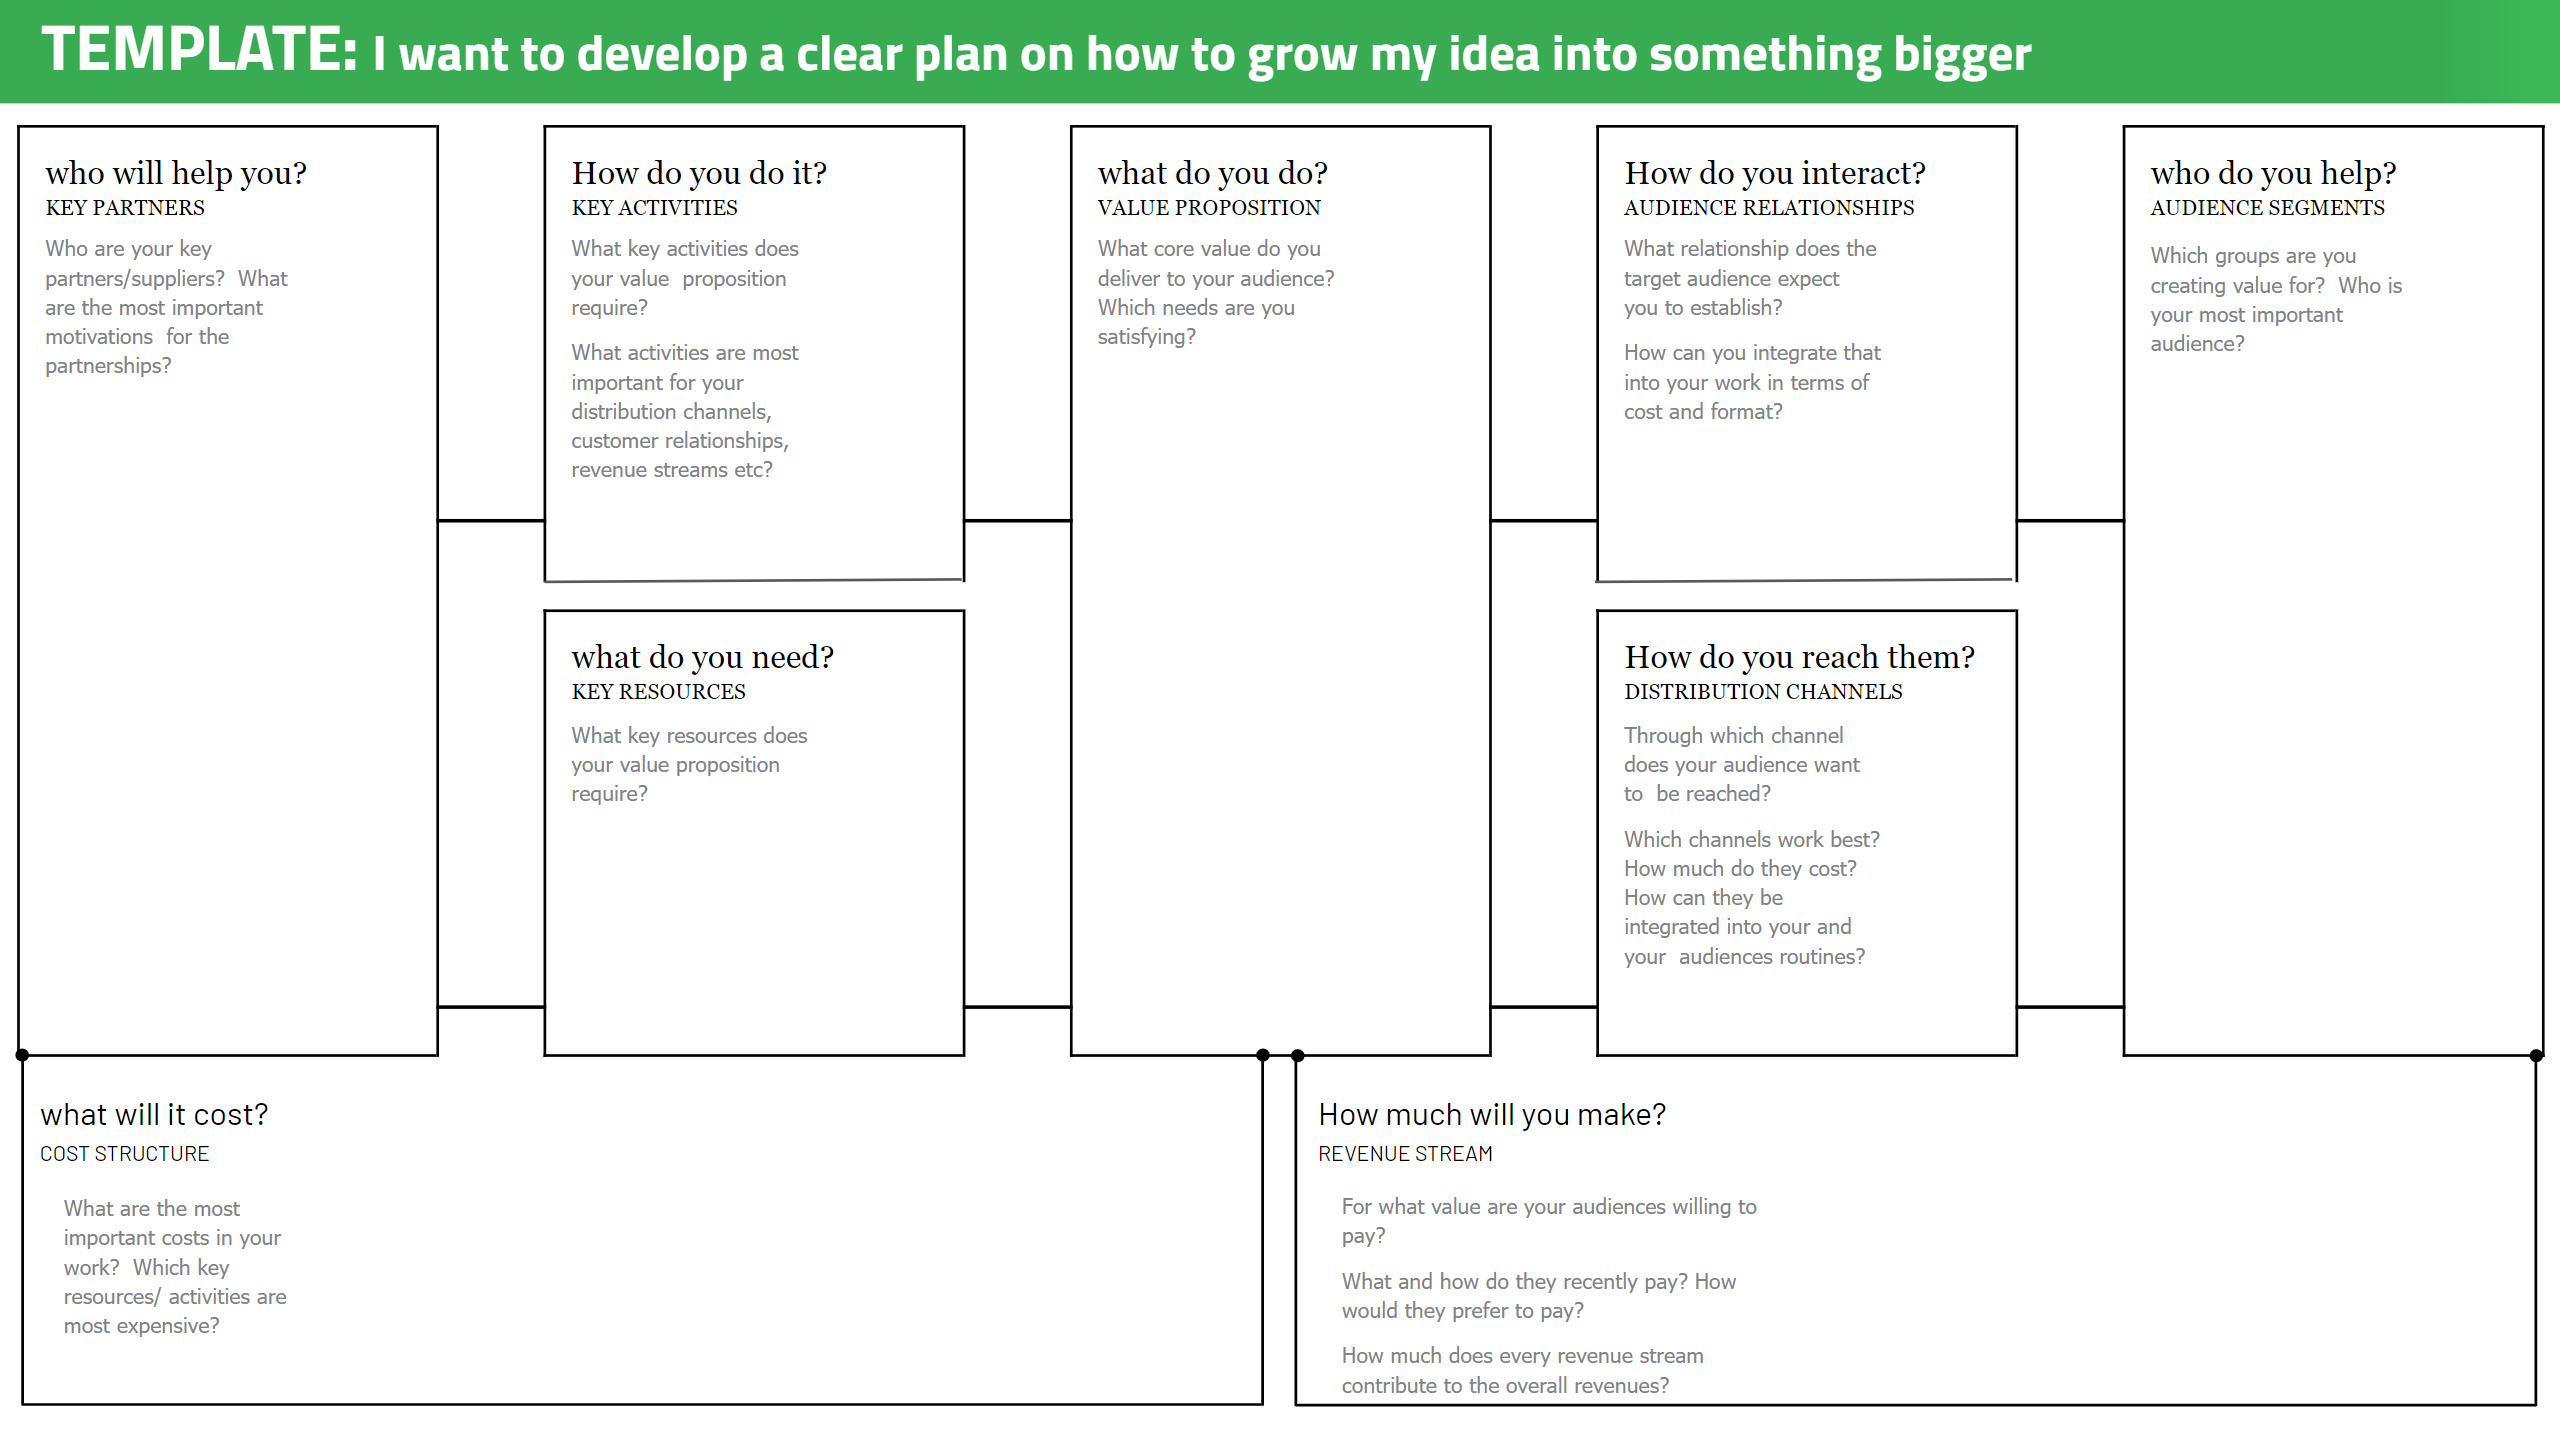 TEMPLATE: I want to develop a clear plan on how to grow my idea into something bigger
who will help you?
KEY PARTNERS
Who are your key
partners/suppliers?  What
are the most important
motivations  for the
partnerships?
How do you do it?
KEY ACTIVITIES
What key activities does
your value  proposition
require?
What activities are most
important for your
distribution channels,
customer relationships,
revenue streams etc?
what do you need?
KEY RESOURCES
What key resources does
your value proposition
require?
what do you do?
VALUE PROPOSITION
What core value do you
deliver to your audience?
Which needs are you
satisfying?
How do you interact?
AUDIENCE RELATIONSHIPS
What relationship does the
target audience expect
you to establish?
How can you integrate that
into your work in terms of
cost and format?
How do you reach them?
DISTRIBUTION CHANNELS
Through which channel
does your audience want
to  be reached?
Which channels work best?
How much do they cost?
How can they be
integrated into your and
your  audiences routines?
who do you help?
AUDIENCE SEGMENTS
Which groups are you
creating value for?  Who is
your most important
audience?
what will it cost?
COST STRUCTURE
What are the most
important costs in your
work?  Which key
resources/ activities are
most expensive?
How much will you make?
REVENUE STREAM
For what value are your audiences willing to
pay?
What and how do they recently pay? How
would they prefer to pay?
How much does every revenue stream
contribute to the overall revenues?